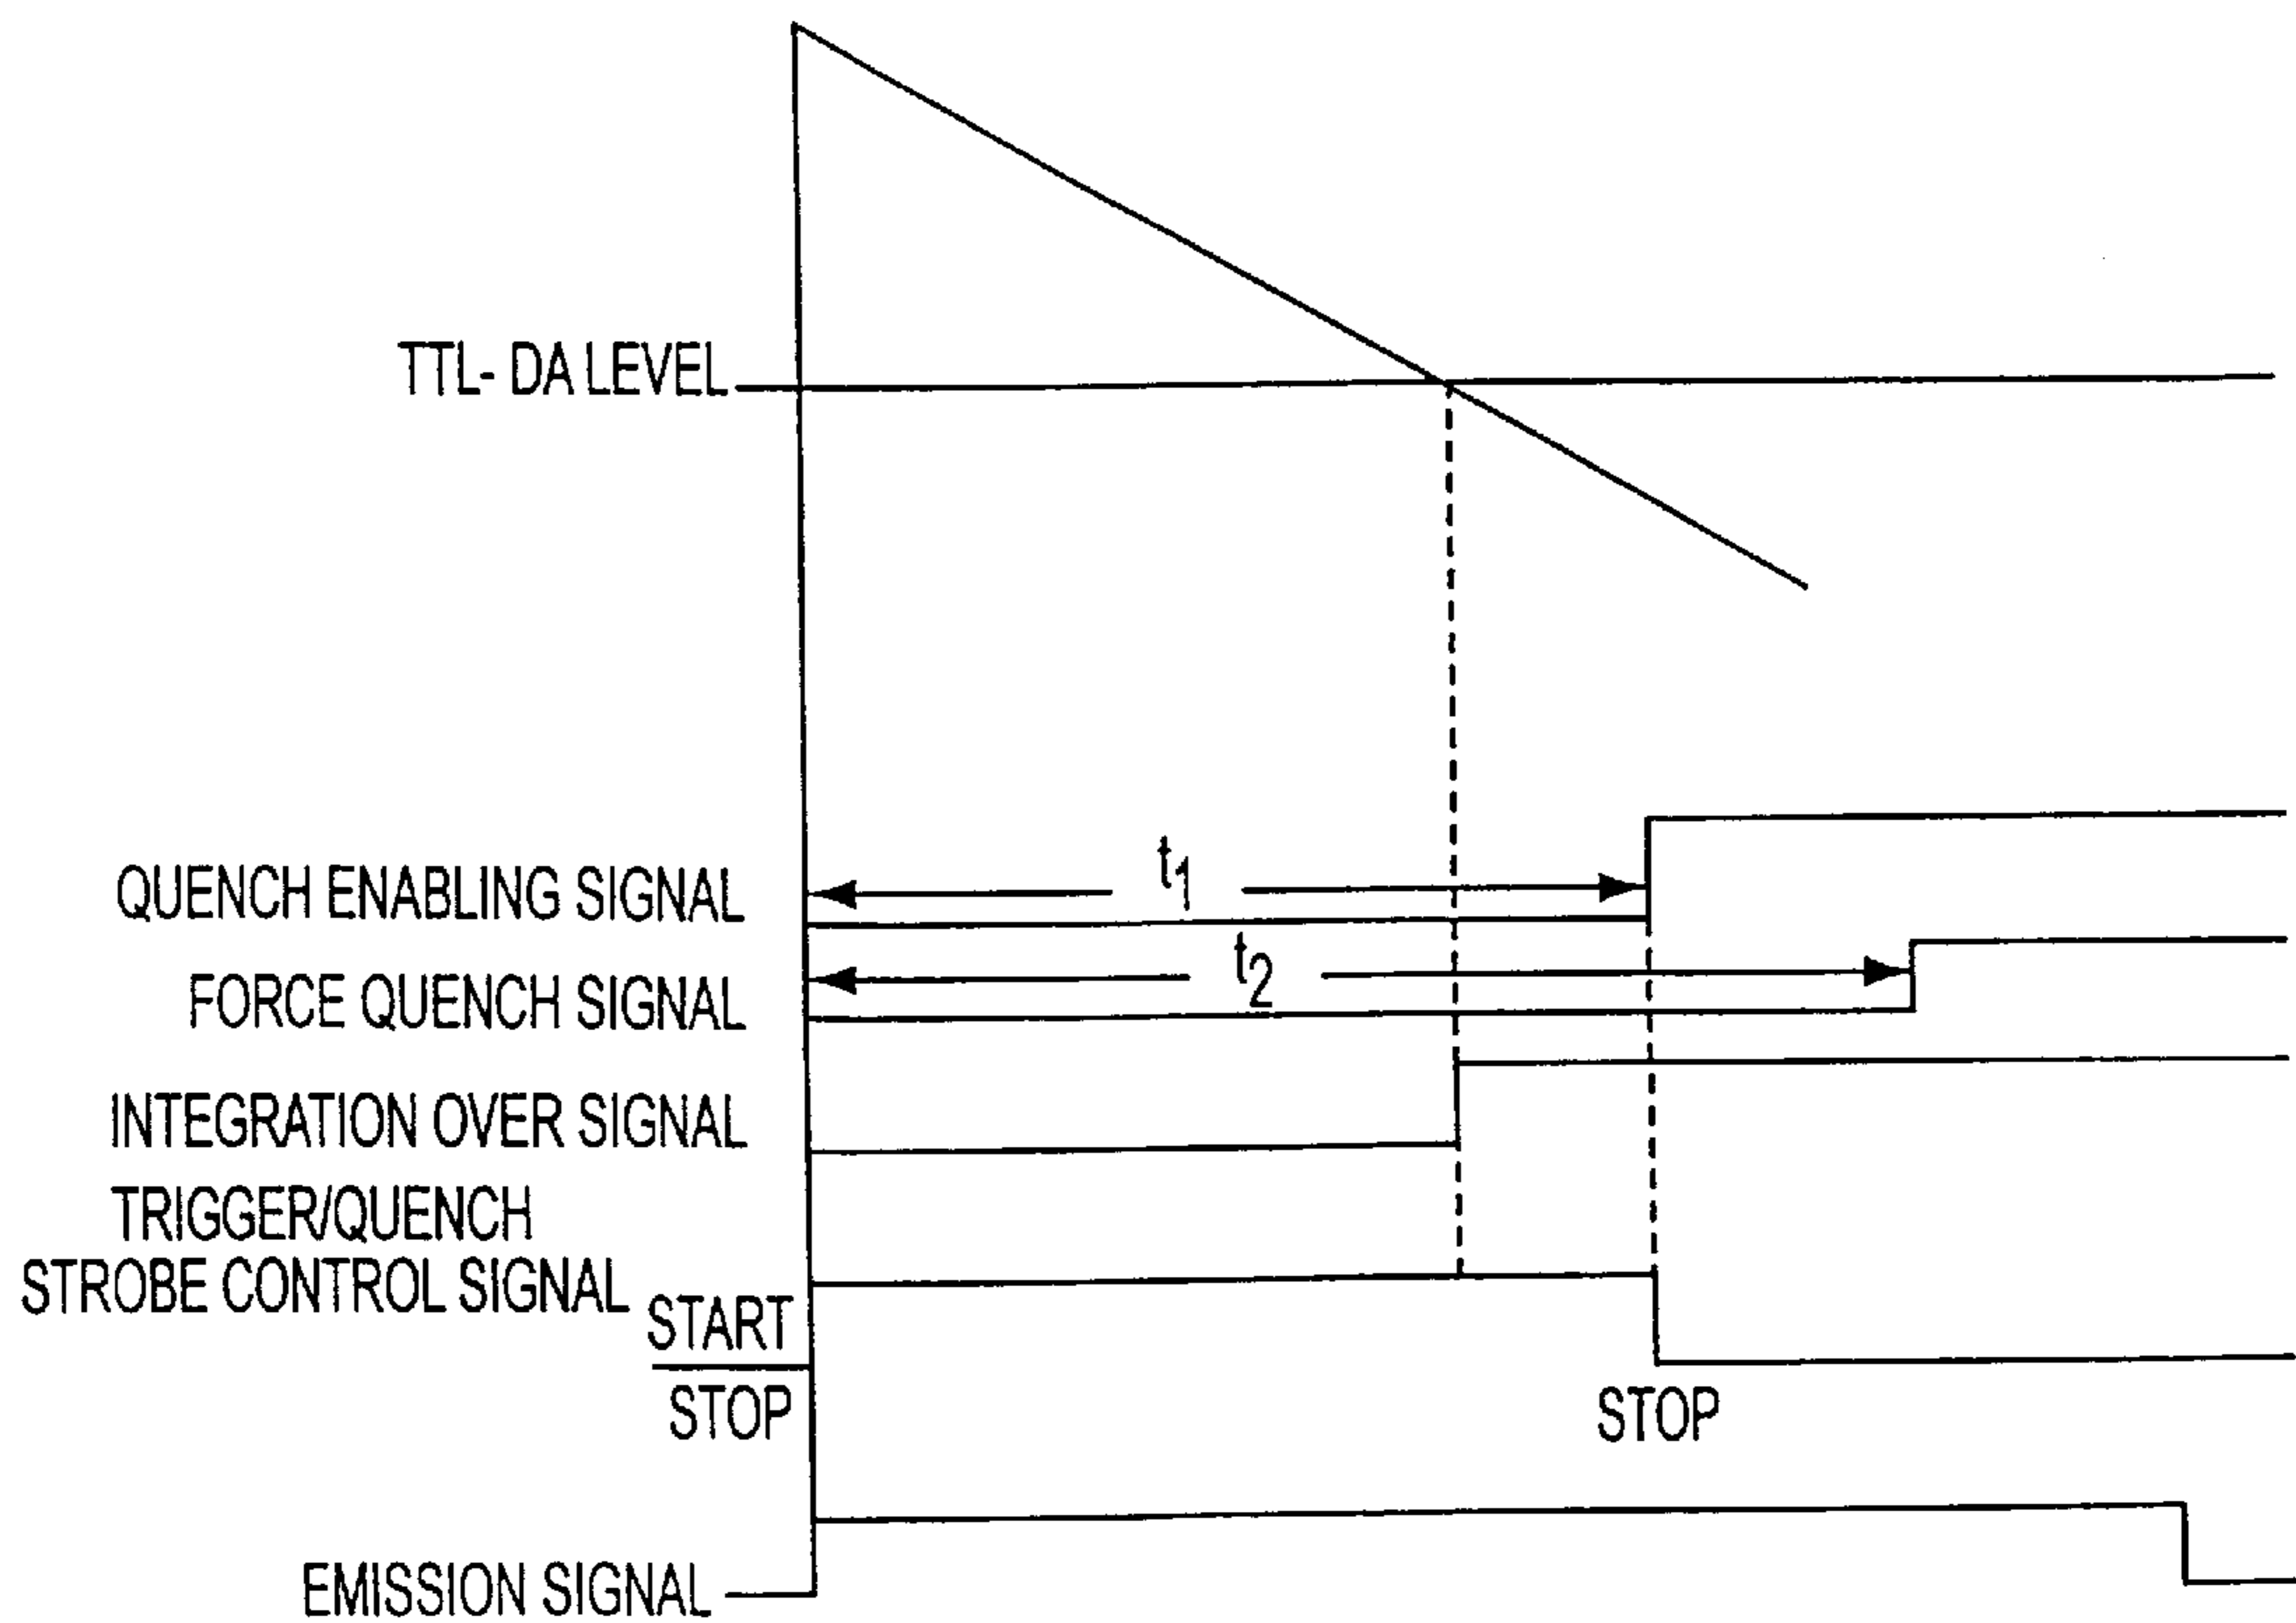 TTL- DA LEVEL
t1
QUENCH ENABLING SIGNAL
t2
FORCE QUENCH SIGNAL
INTEGRATION OVER SIGNAL
TRIGGER/QUENCH
STROBE CONTROL SIGNAL
START
STOP
STOP
EMISSION SIGNAL